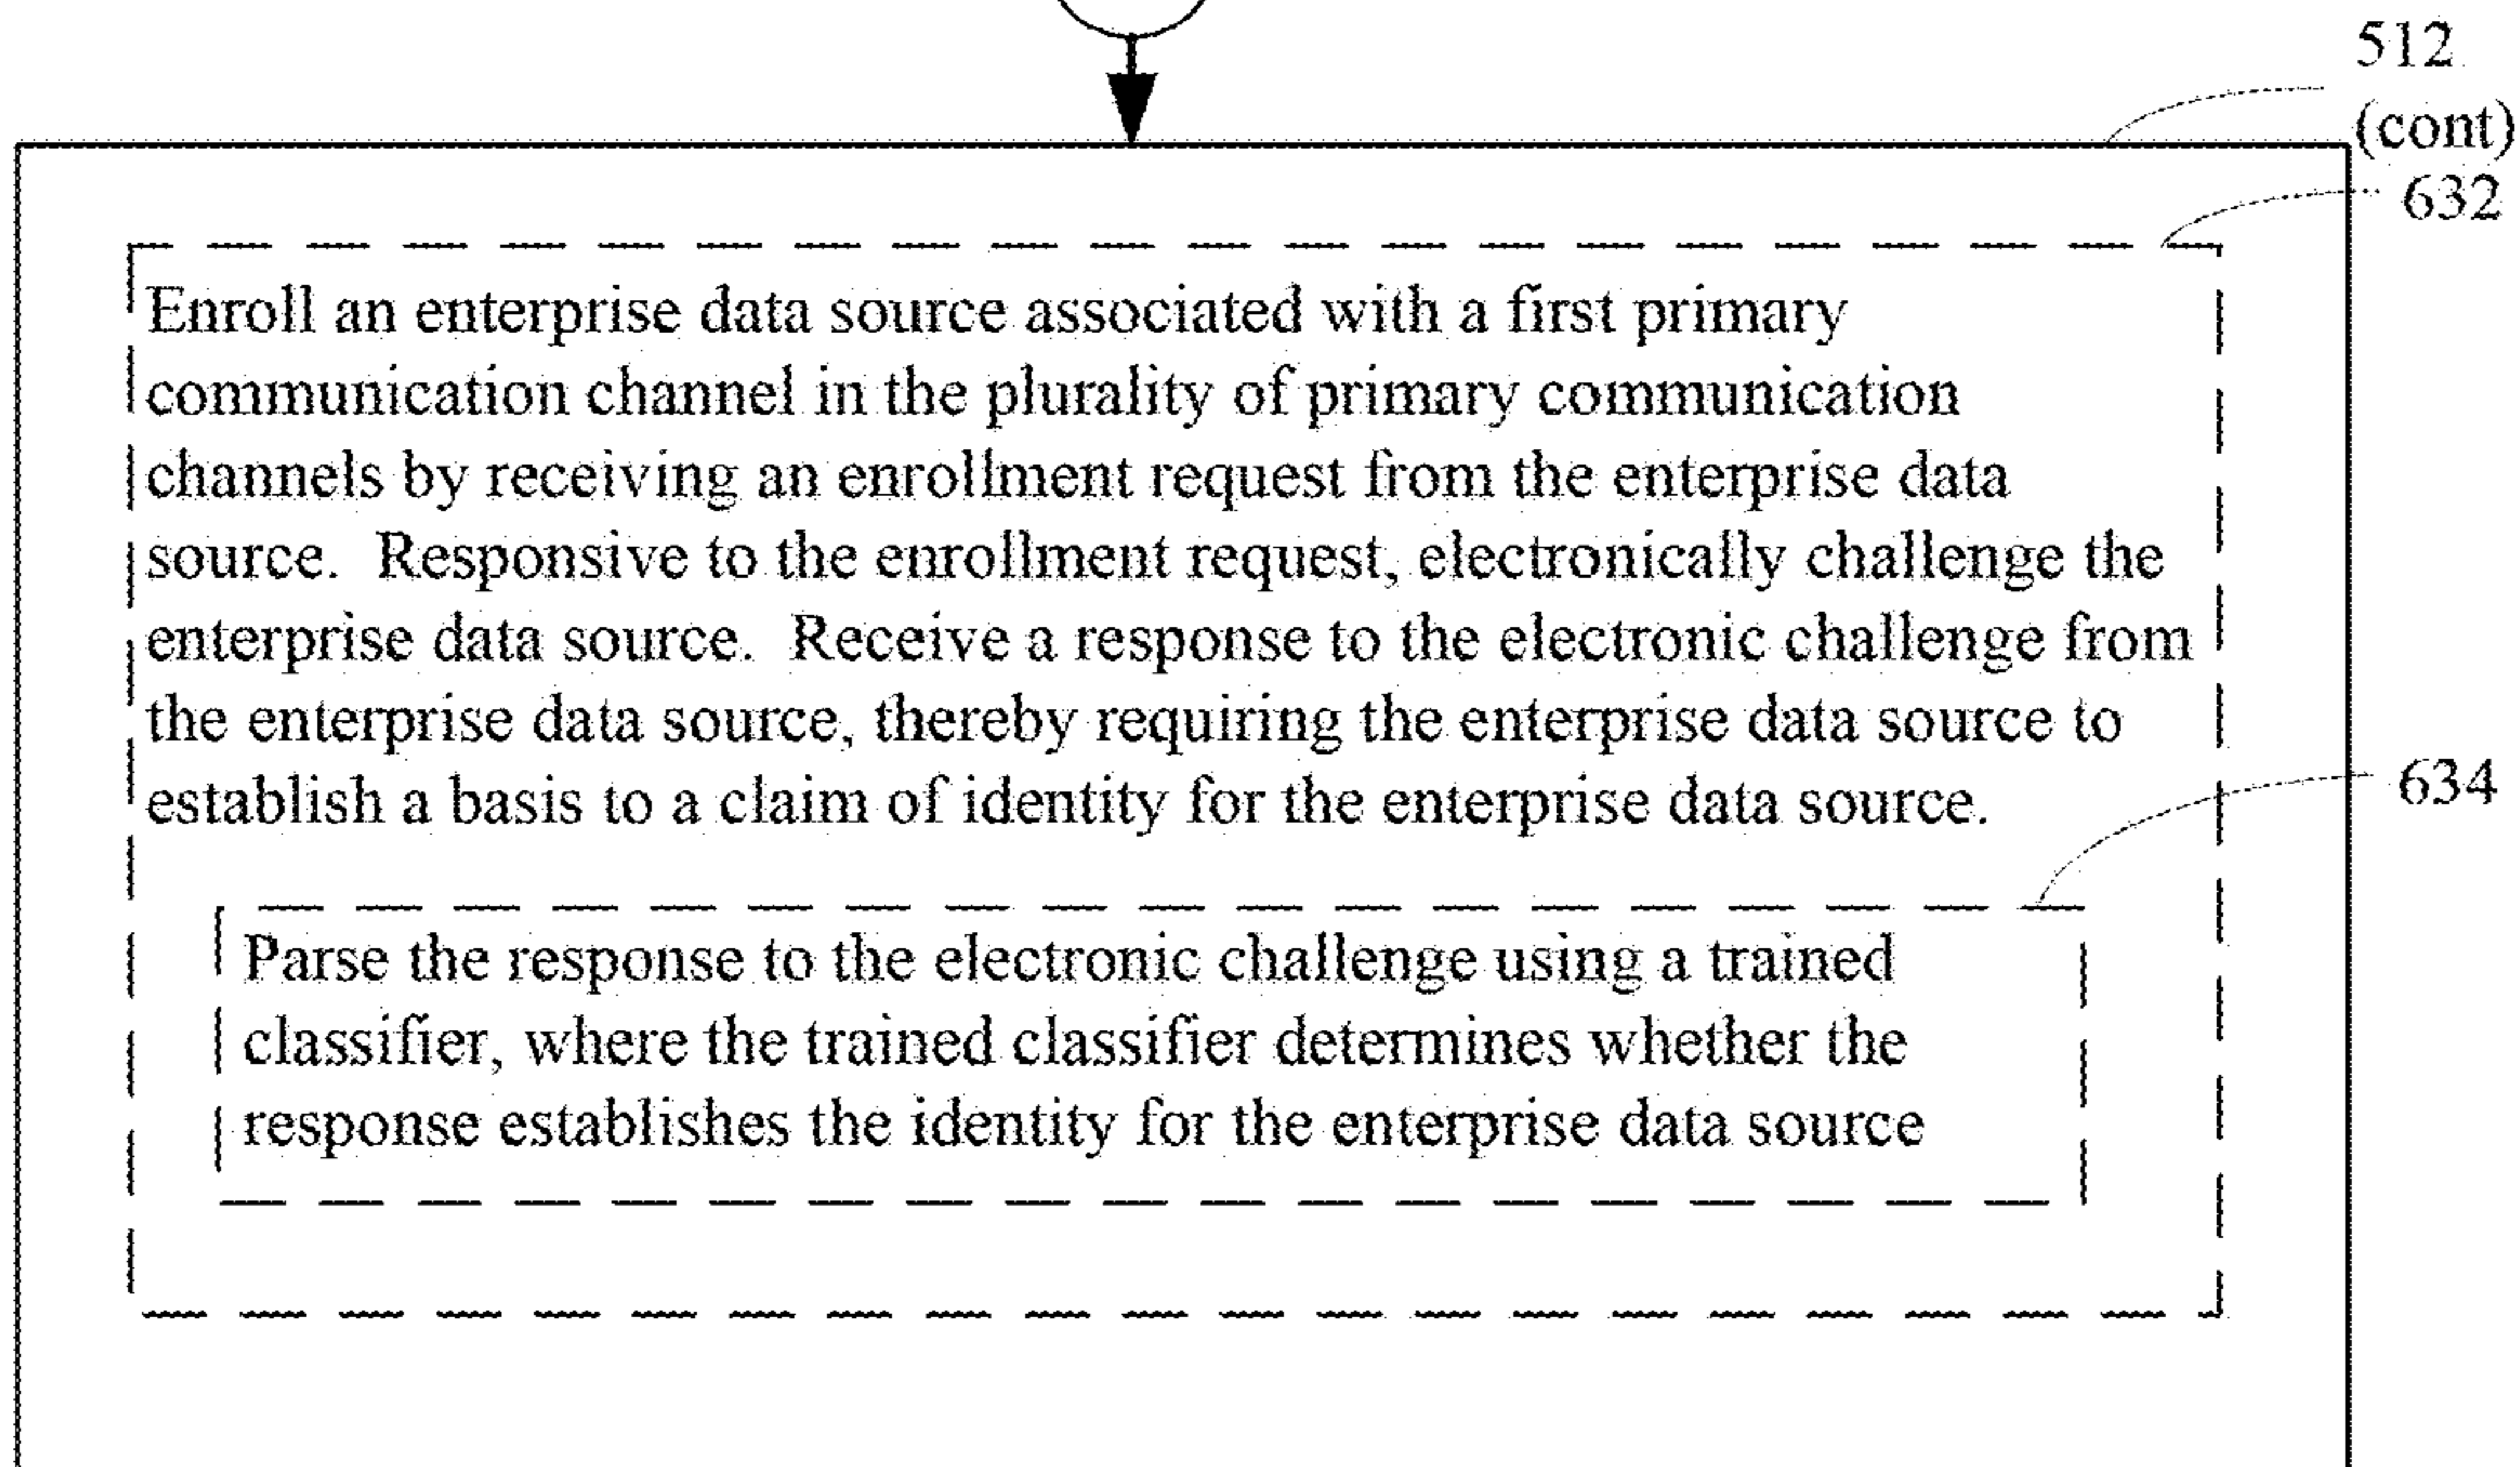 512
(cont)
632
Enroll an enterprise data source associated with a first primary
communication channel in the plurality of primary communication
channels by receiving an enrollment request from the enterprise data
source.  Responsive to the enrollment request, electronically challenge the
enterprise data source.  Receive a response to the electronic challenge from
the enterprise data source, thereby requiring the enterprise data source to
establish a basis to a claim of identity for the enterprise data source.
634
Parse the response to the electronic challenge using a trained
classifier, where the trained classifier determines whether the
response establishes the identity for the enterprise data source